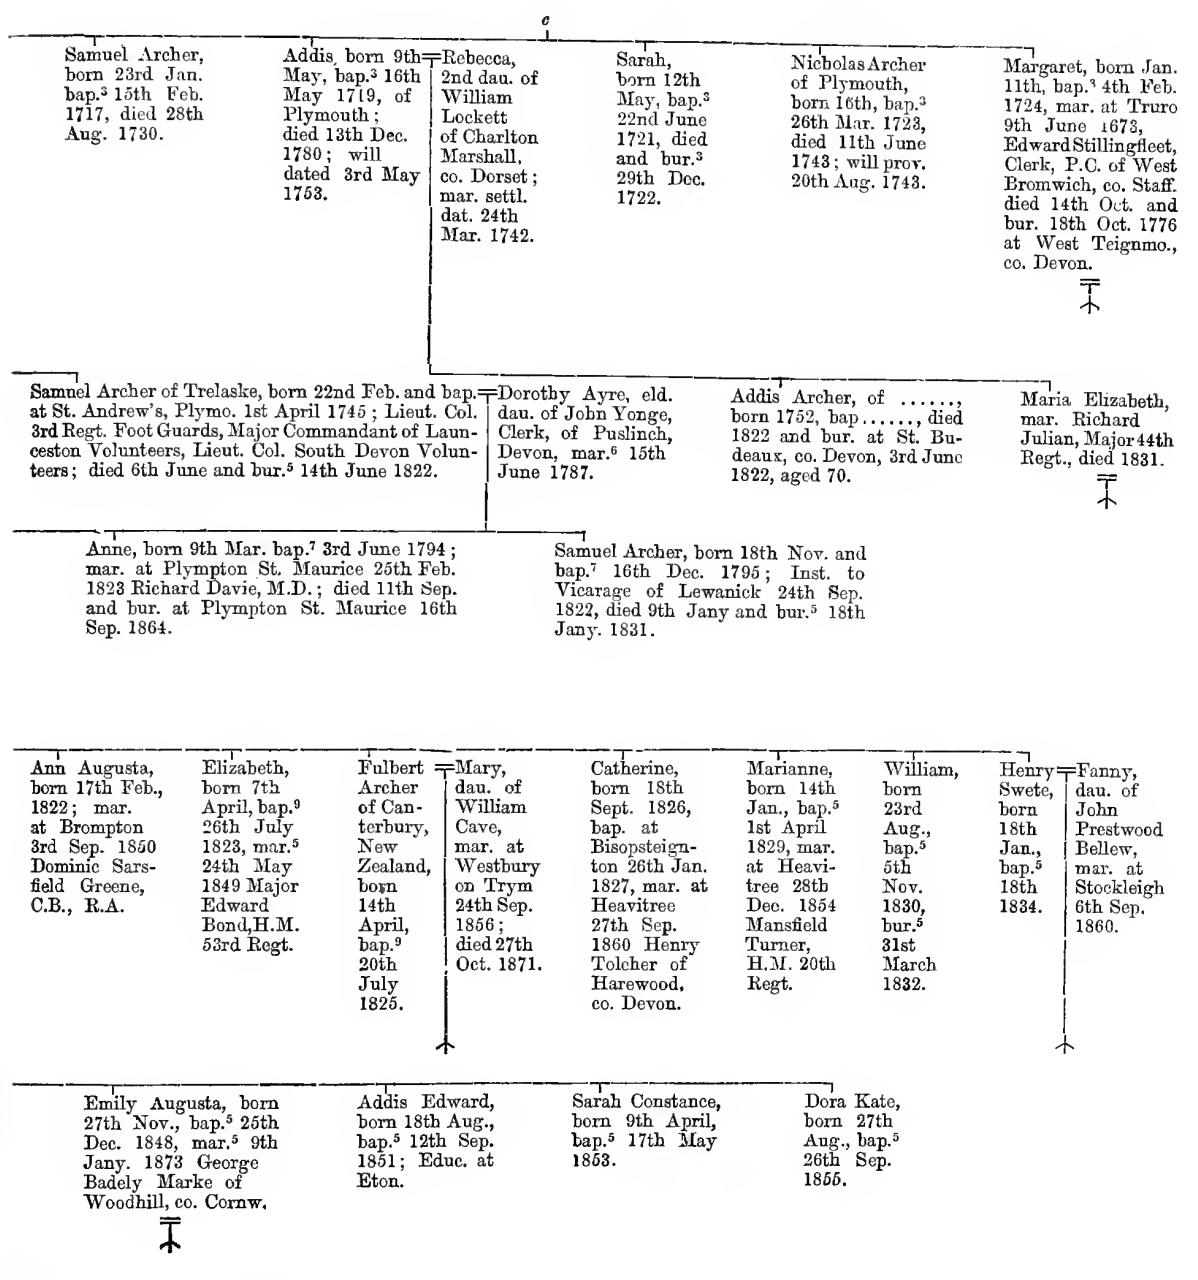 c
Samuel Archer,
born 23rd Jan.
bap.³ 15th Feb.
1717, died 28th
Aug. 1730.
Addis, born 9th
May, bap.³ 16th
May 1719, of
Plymouth;
died 13th Dec.
1780; will
dated 3rd May
1753.
Rebecca,
2nd dau. of
William
Lockett
of Charlton
Marshall,
co. Dorset;
mar. settl.
dat. 24th
Mar. 1742.
Sarah,
born 12th
May, bap.³
22nd June
1721, died
and bur.³
29th Dec.
1722.
Nicholas Archer
of Plymouth,
born 16th, bap.³
26th Mar. 1723,
died 11th June
1743; will prov.
20th Aug. 1743.
Margaret, born Jan.
11th, bap.³ 4th Feb.
1724, mar. at Truro
9th June 1673,
Edward Stillingfleet,
Clerk, P.C. of West
Bromwich, co. Staff.
died 14th Oct. and
bur. 18th Oct. 1776
at West Teignmo.,
co. Devon.
Samuel Archer of Trelaske, born 22nd Feb. and bap.
at St. Andrew's, Plymo. 1st April 1745; Lieut. Col.
3rd Regt. Foot Guards, Major Commandant of Laun-
ceston Volunteers, Lieut. Col. South Devon Volun-
teers; died 6th June and bur.⁵ 14th June 1822.
Dorothy Ayre, eld.
dau. of John Yonge,
Clerk, of Puslinch,
Devon, mar.⁶ 15th
June 1787.
Addis Archer, of ......,
born 1752, bap......, died
1822 and bur. at St. Bu-
deaux, co. Devon, 3rd June
1822, aged 70.
Maria Elizabeth,
mar. Richard
Julian, Major 44th
Regt., died 1831.
Anne, born 9th Mar. bap.⁷ 3rd June 1794;
mar. at Plympton St. Maurice 25th Feb.
1823 Richard Davie, M.D.; died 11th Sep.
and bur. at Plympton St. Maurice 16th
Sep. 1864.
Samuel Archer, born 18th Nov. and
bap.⁷ 16th Dec. 1795; Inst. to
Vicarage of Lewanick 24th Sep.
1822, died 9th Jany and bur.⁵ 18th
Jany. 1831.
Ann Augusta,
born 17th Feb.,
1822; mar.
at Brompton
3rd Sep. 1850
Dominic Sars-
field Greene,
C.B., R.A.
Elizabeth,
born 7th
April, bap.⁹
26th July
1823, mar.⁵
24th May
1849 Major
Edward
Bond, H.M.
53rd Regt.
Fulbert
Archer
of Can-
terbury,
New
Zealand,
born
14th
April,
bap.⁹
20th
July
1825.
Mary,
dau. of
William
Cave,
mar. at
Westbury
on Trym
24th Sep.
1856;
died 27th
Oct. 1871.
Catherine,
born 18th
Sept. 1826,
bap. at
Bisopsteign-
ton 26th Jan.
1827, mar. at
Heavitree
27th Sep.
1860 Henry
Tolcher of
Harewood,
co. Devon.
Marianne,
born 14th
Jan., bap.⁵
1st April
1829, mar.
at Heavi-
tree 28th
Dec. 1854
Mansfield
Turner,
H.M. 20th
Regt.
William,
born
23rd
Aug.,
bap.⁵
5th
Nov.
1830,
bur.⁵
31st
March
1832.
Henry
Swete,
born
18th
Jan.,
bap.⁵
18th
1834.
Fanny,
dau. of
John
Prestwood
Bellew,
mar. at
Stockleigh
6th Sep.
1860.
Emily Augusta, born
27th Nov., bap.⁵ 25th
Dec. 1848, mar.⁵ 9th
Jany. 1873 George
Badely Marke of
Woodhill, co. Cornw.
Addis Edward,
born 18th Aug.,
bap.⁵ 12th Sep.
1851; Educ. at
Eton.
Sarah Constance,
born 9th April,
bap.⁵ 17th May
1853.
Dora Kate,
born 27th
Aug., bap.⁵
26th Sep.
1855.